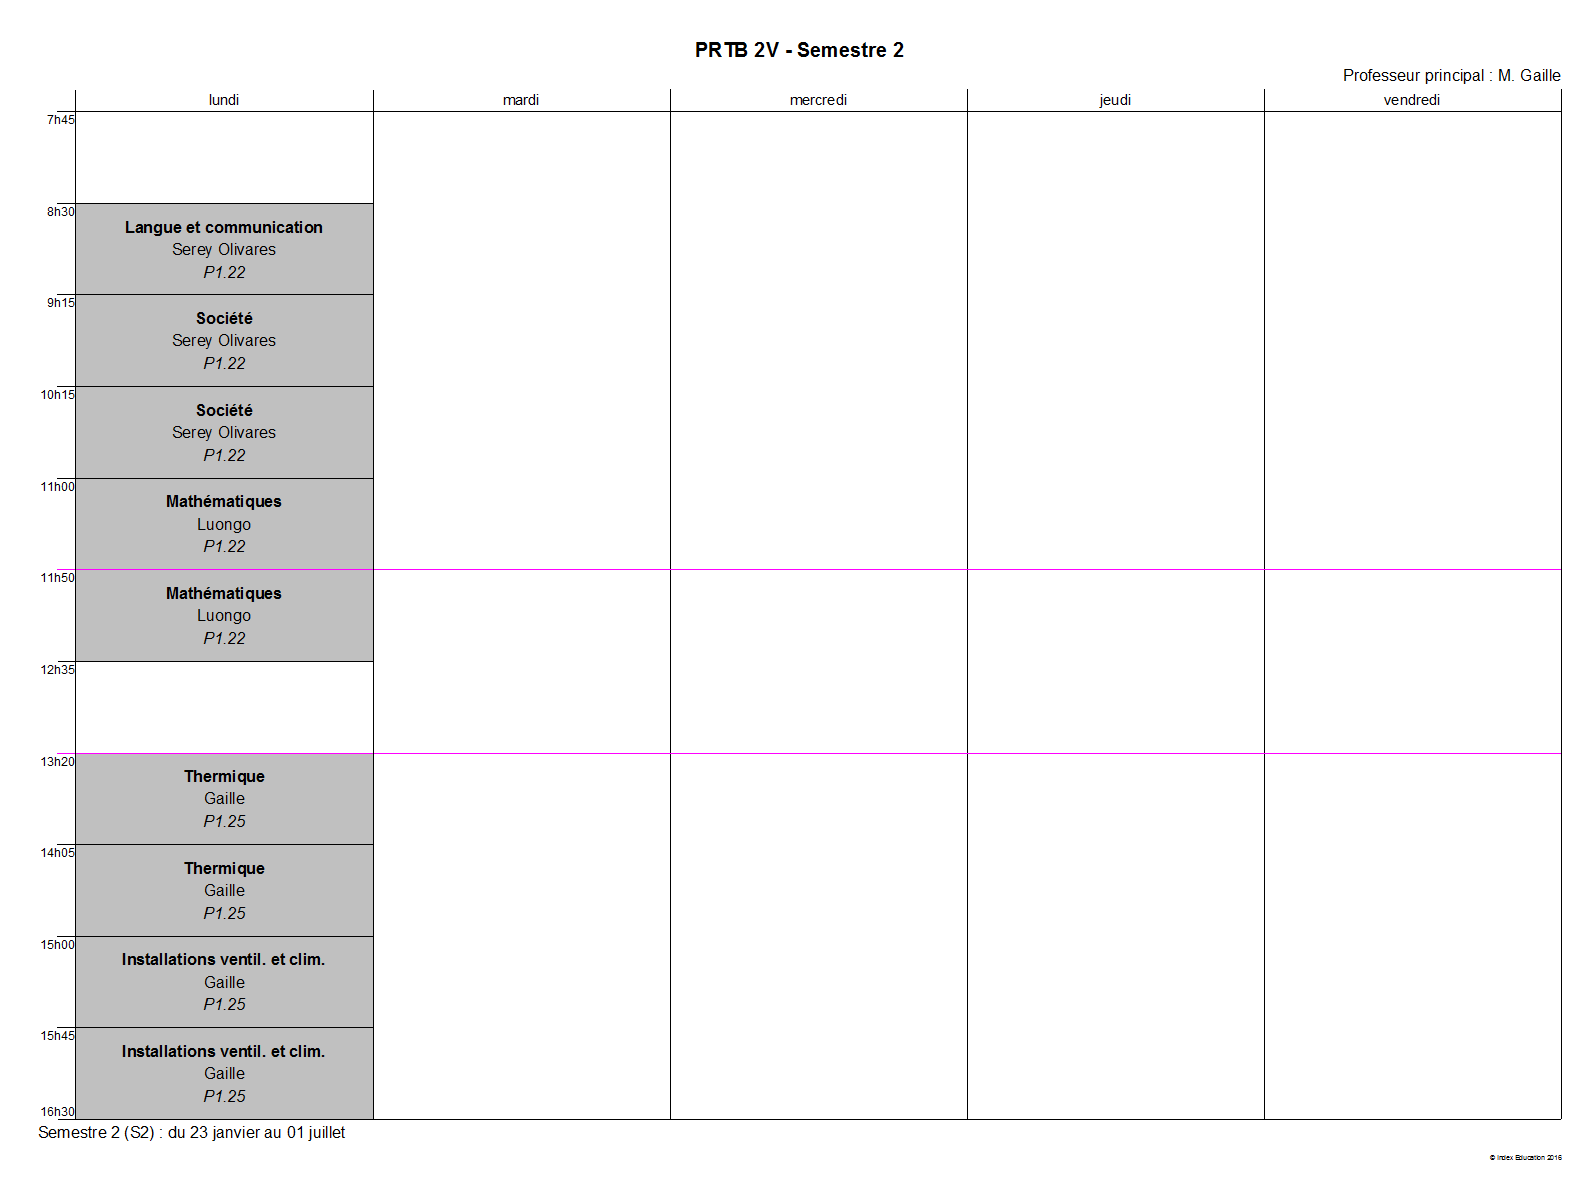 PRTB 2V - Semestre 2
Professeur principal : M. Gaille
lundi mardi mercredi jeudi vendredi
7h45
8h30
Langue et communication
Serey Olivares
P1.22
9h15
Société
Serey Olivares
P1.22
10h15
Société
Serey Olivares
P1.22
11h00
Mathématiques
Luongo
P1.22
11h50
Mathématiques
Luongo
P1.22
12h35
13h20
Thermique
Gaille
P1.25
14h05
Thermique
Gaille
P1.25
15h00
Installations ventil. et clim.
Gaille
P1.25
15h45
Installations ventil. et clim.
Gaille
P1.25
16h30
Semestre 2 (S2) : du 23 janvier au 01 juillet
© Index Education 2016